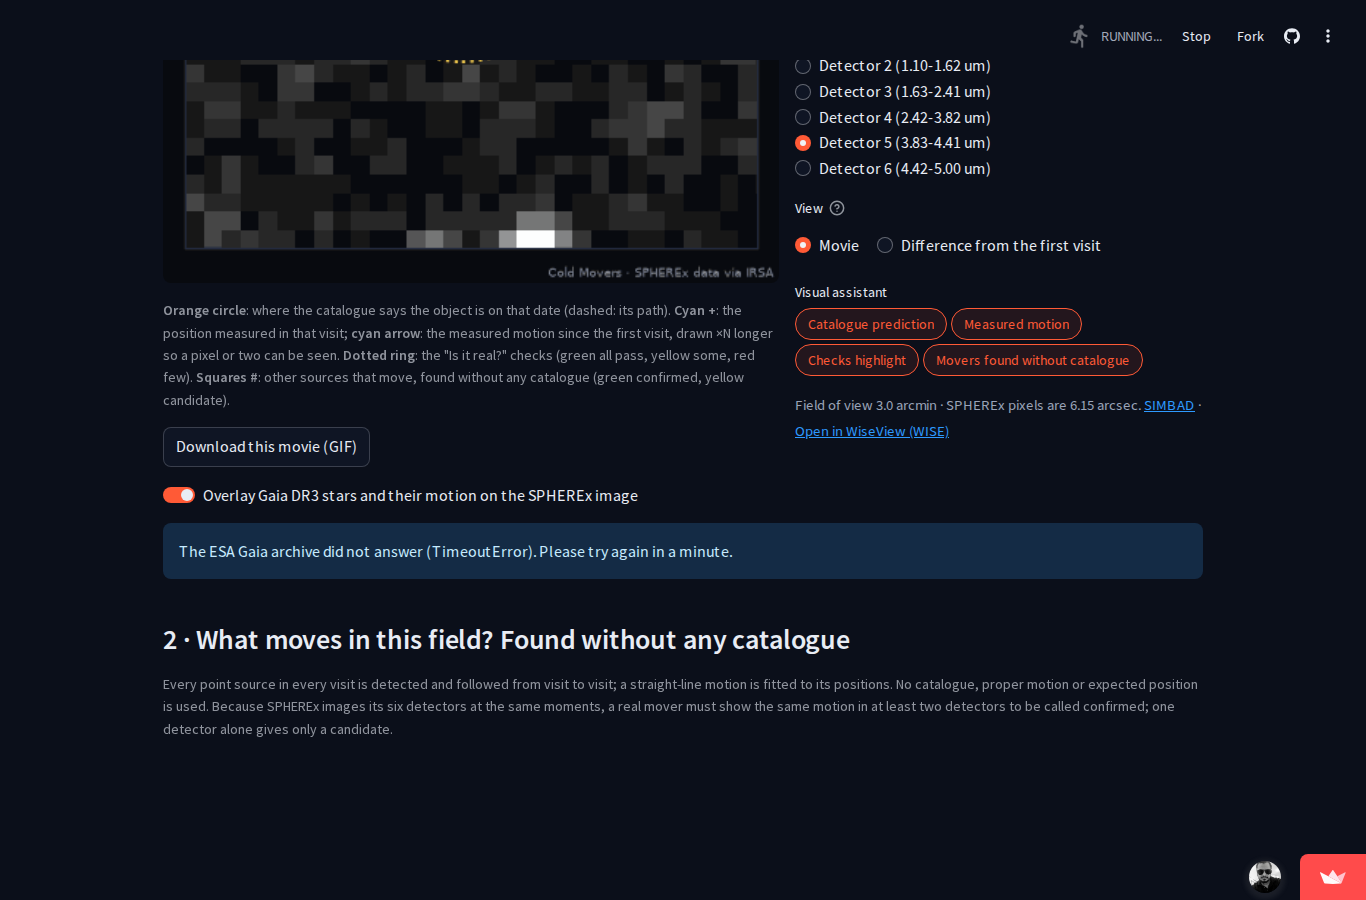 RUNNING...
Stop
Fork
Detector 2 (1.10-1.62 um)
Detector 3 (1.63-2.41 um)
Detector 4 (2.42-3.82 um)
Detector 5 (3.83-4.41 um)
Detector 6 (4.42-5.00 um)
View
Movie
Difference from the first visit
Visual assistant
Catalogue prediction
Measured motion
Checks highlight
Movers found without catalogue
Field of view 3.0 arcmin · SPHEREx pixels are 6.15 arcsec. SIMBAD ·
Open in WiseView (WISE)
Cold Movers · SPHEREx data via IRSA
Orange circle: where the catalogue says the object is on that date (dashed: its path). Cyan +: the
position measured in that visit; cyan arrow: the measured motion since the first visit, drawn ×N longer
so a pixel or two can be seen. Dotted ring: the "Is it real?" checks (green all pass, yellow some, red
few). Squares #: other sources that move, found without any catalogue (green confirmed, yellow
candidate).
Download this movie (GIF)
Overlay Gaia DR3 stars and their motion on the SPHEREx image
The ESA Gaia archive did not answer (TimeoutError). Please try again in a minute.
2 · What moves in this field? Found without any catalogue
Every point source in every visit is detected and followed from visit to visit; a straight-line motion is fitted to its positions. No catalogue, proper motion or expected position
is used. Because SPHEREx images its six detectors at the same moments, a real mover must show the same motion in at least two detectors to be called confirmed; one
detector alone gives only a candidate.